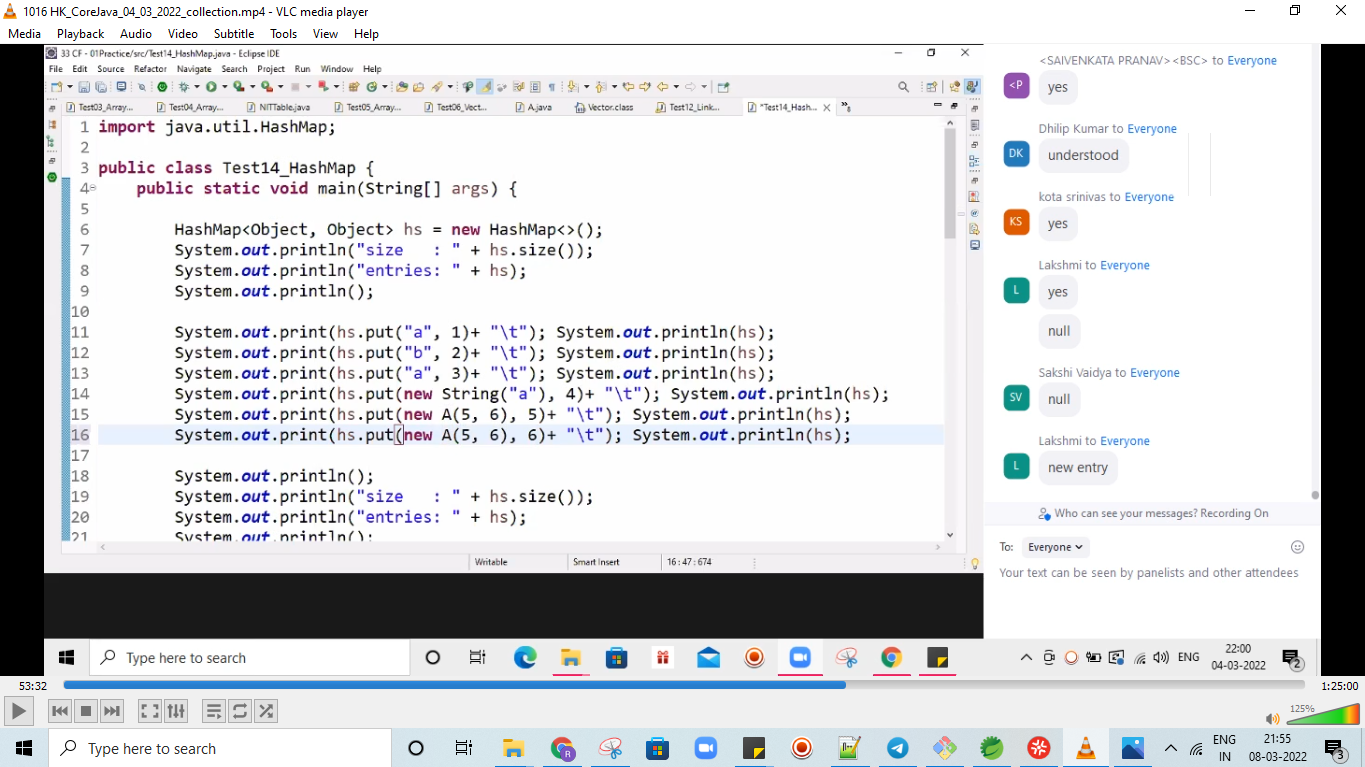 1016 HK_CoreJava_04_03_2022_collection.mp4 - VLC media player
Media Playback Audio Video Subtitle Tools View Help
33 CF - 01Practice/src/Test14_HashMap.java - Eclipse IDE
File Edit Source Refactor Navigate Search Project Run Window Help
Test03_Array... Test04_Array... NITTable.java Test05_Array... Test06_Vect... A.java Vector.class Test12_Link... *Test14_Hash...
1 import java.util.HashMap;
2
3 public class Test14_HashMap {
4 public static void main(String[] args) {
5
6 HashMap<Object, Object> hs = new HashMap<>();
7 System.out.println("size   : " + hs.size());
8 System.out.println("entries: " + hs);
9 System.out.println();
10
11 System.out.print(hs.put("a", 1)+ "\t"); System.out.println(hs);
12 System.out.print(hs.put("b", 2)+ "\t"); System.out.println(hs);
13 System.out.print(hs.put("a", 3)+ "\t"); System.out.println(hs);
14 System.out.print(hs.put(new String("a"), 4)+ "\t"); System.out.println(hs);
15 System.out.print(hs.put(new A(5, 6), 5)+ "\t"); System.out.println(hs);
16 System.out.print(hs.put(new A(5, 6), 6)+ "\t"); System.out.println(hs);
17
18 System.out.println();
19 System.out.println("size   : " + hs.size());
20 System.out.println("entries: " + hs);
21 System.out.println();
Writable Smart Insert 16 : 47 : 674
<SAIVENKATA PRANAV> <BSC> to Everyone
<P yes
Dhilip Kumar to Everyone
DK understood
kota srinivas to Everyone
KS yes
Lakshmi to Everyone
L yes
null
Sakshi Vaidya to Everyone
SV null
Lakshmi to Everyone
L new entry
Who can see your messages? Recording On
To: Everyone
Your text can be seen by panelists and other attendees
Type here to search
ENG
22:00
04-03-2022
2
53:32
1:25:00
125%
Type here to search
R
ENG
IN
21:55
08-03-2022
3